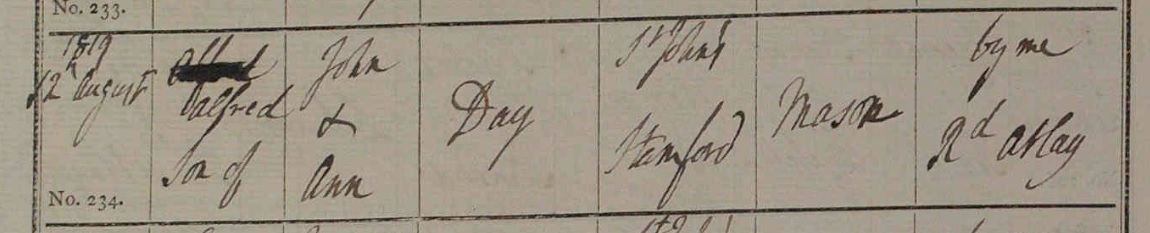 No. 233.
1819
12th August
Alfred
Son of
No. 234.
John
&
Ann
Day
St John's
Stamford
Mason
by me
Rd Atlay